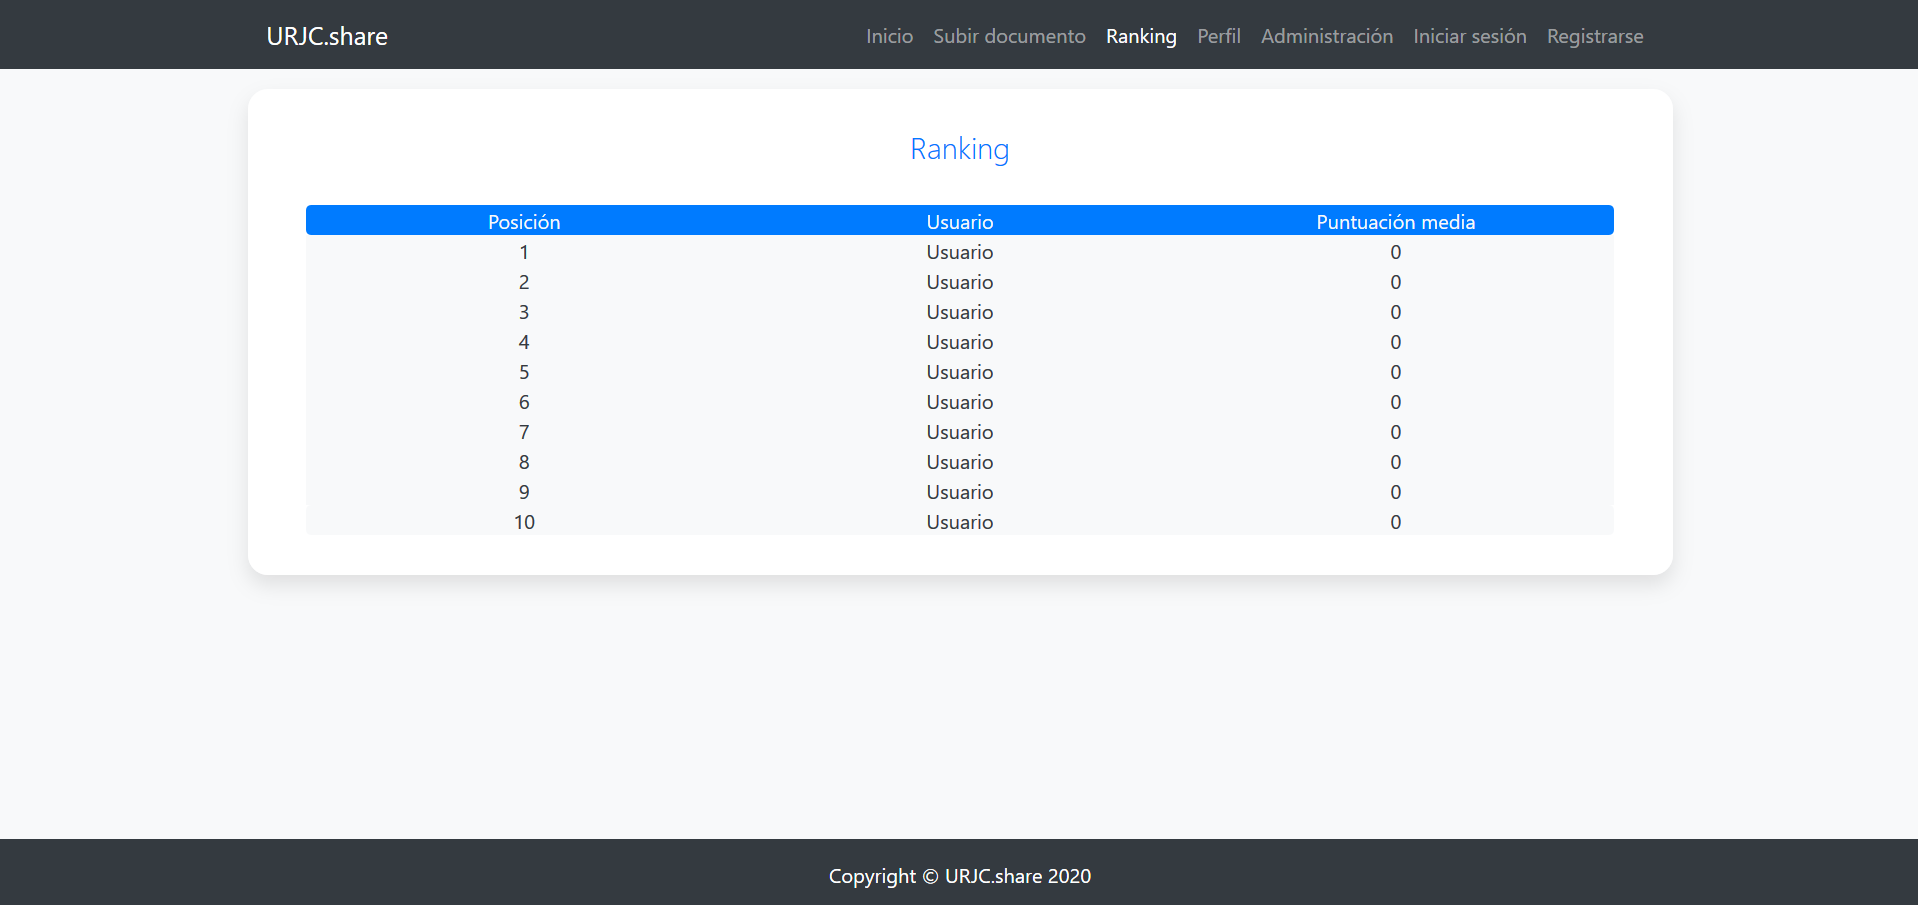 URJC.share Inicio Subir documento Ranking Perfil Administración Iniciar sesión Registrarse
Ranking
Posición Usuario Puntuación media
1 Usuario 0
2 Usuario 0
3 Usuario 0
4 Usuario 0
5 Usuario 0
6 Usuario 0
7 Usuario 0
8 Usuario 0
9 Usuario 0
10 Usuario 0
Copyright © URJC.share 2020